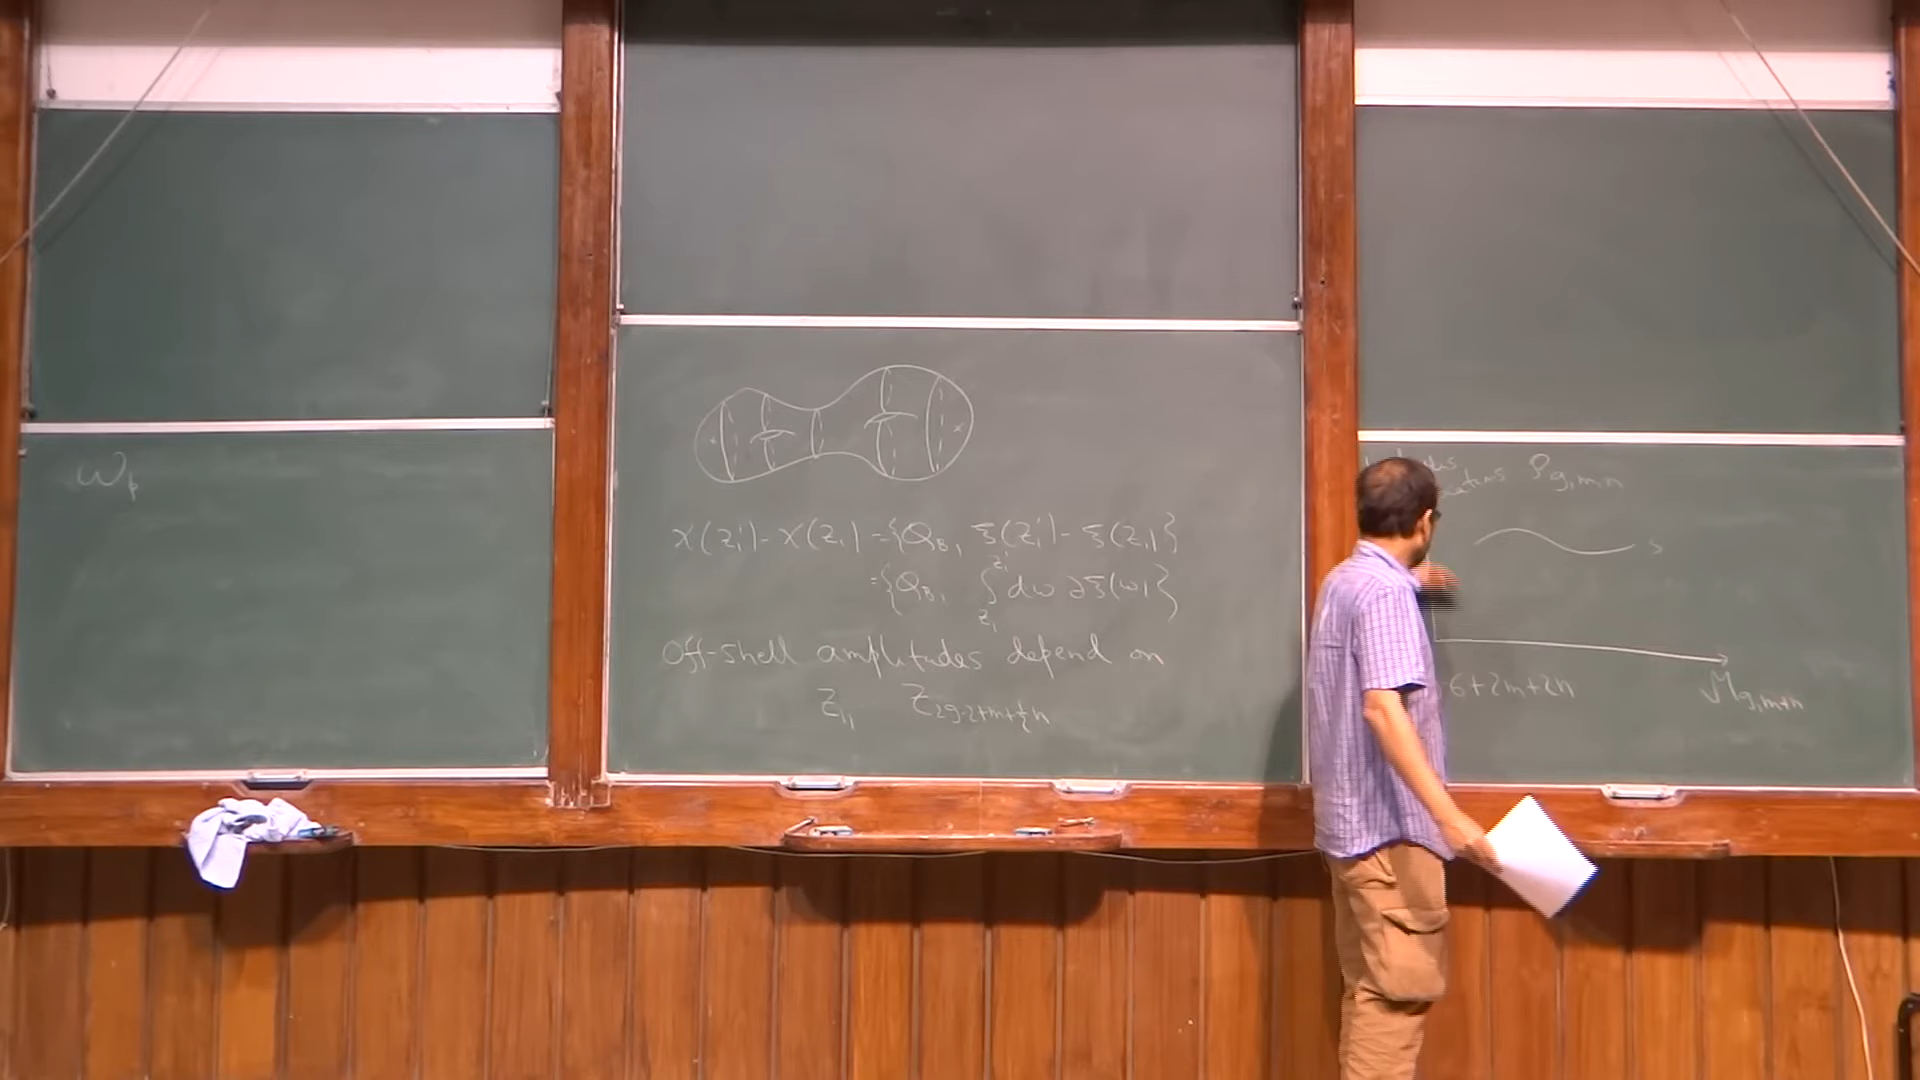 ω_p
χ(z_1') - χ(z_1) = {Q_B, ξ(z_1') - ξ(z_1)}
= {Q_B, ∫_{z_1}^{z_1'} dω ∂ξ(ω)}
Off-shell amplitudes depend on
z_1, z_{2g-2+m+½n}
P_{g,m,n}
S
-6+2m+2n
M_{g,m+n}